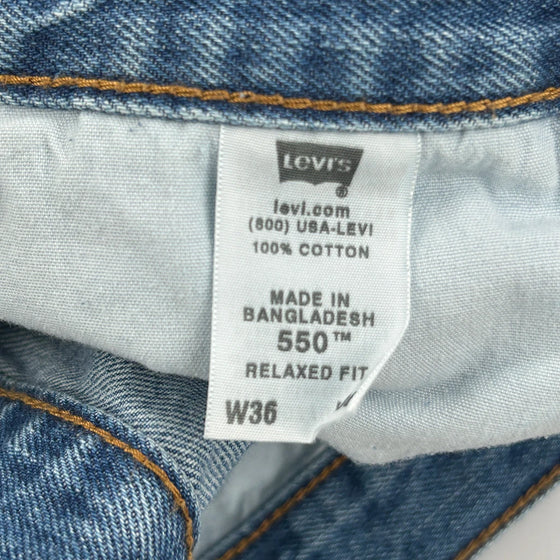 LEVI'S
®
levi.com
(800) USA-LEVI
100% COTTON
MADE IN
BANGLADESH
550™
RELAXED FIT
W36